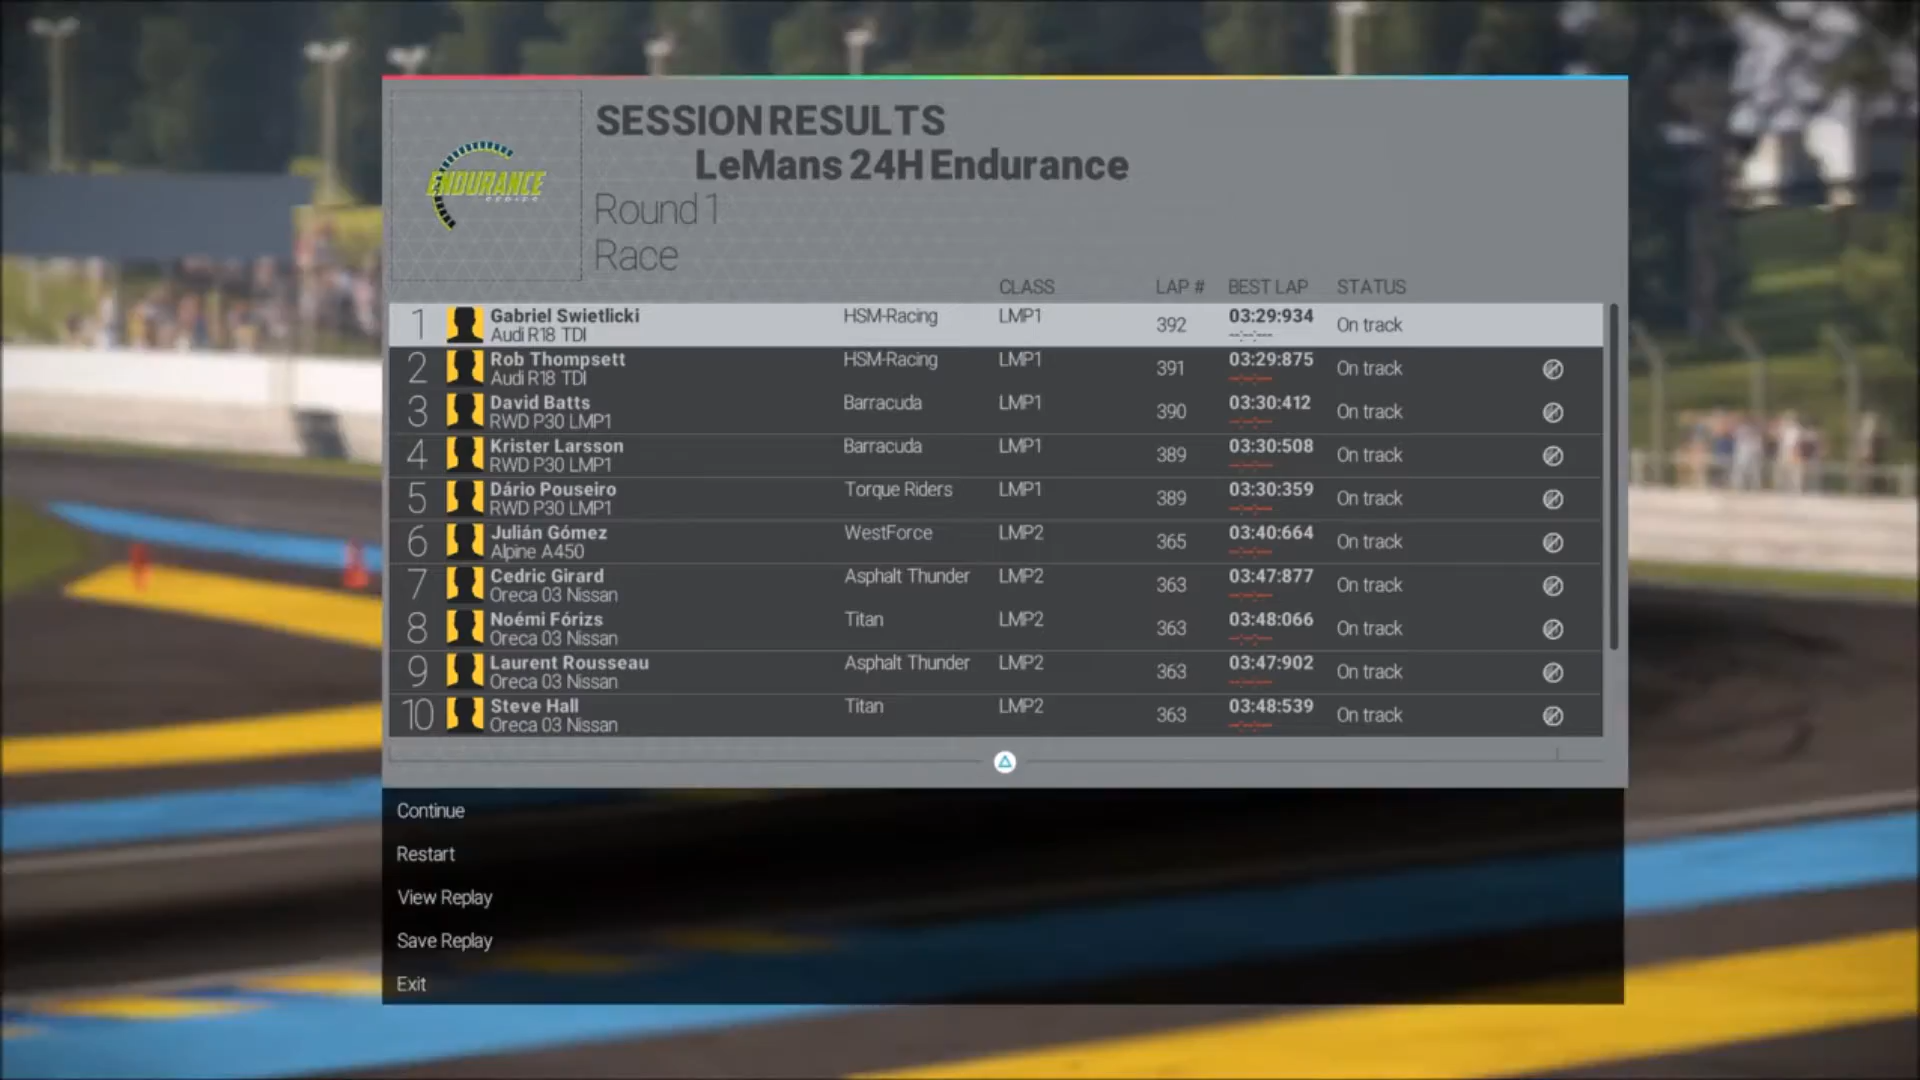 SESSION RESULTS
LeMans 24H Endurance
Round 1
Race
ENDURANCE
CLASS LAP # BEST LAP STATUS
1 Gabriel Swietlicki HSM-Racing LMP1 392 03:29:934 On track
Audi R18 TDI --:--:---
2 Rob Thompsett HSM-Racing LMP1 391 03:29:875 On track
Audi R18 TDI --:--:---
3 David Batts Barracuda LMP1 390 03:30:412 On track
RWD P30 LMP1 --:--:---
4 Krister Larsson Barracuda LMP1 389 03:30:508 On track
RWD P30 LMP1 --:--:---
5 Dário Pouseiro Torque Riders LMP1 389 03:30:359 On track
RWD P30 LMP1 --:--:---
6 Julián Gómez WestForce LMP2 365 03:40:664 On track
Alpine A450 --:--:---
7 Cedric Girard Asphalt Thunder LMP2 363 03:47:877 On track
Oreca 03 Nissan --:--:---
8 Noémi Fórizs Titan LMP2 363 03:48:066 On track
Oreca 03 Nissan --:--:---
9 Laurent Rousseau Asphalt Thunder LMP2 363 03:47:902 On track
Oreca 03 Nissan --:--:---
10 Steve Hall Titan LMP2 363 03:48:539 On track
Oreca 03 Nissan --:--:---
Continue
Restart
View Replay
Save Replay
Exit